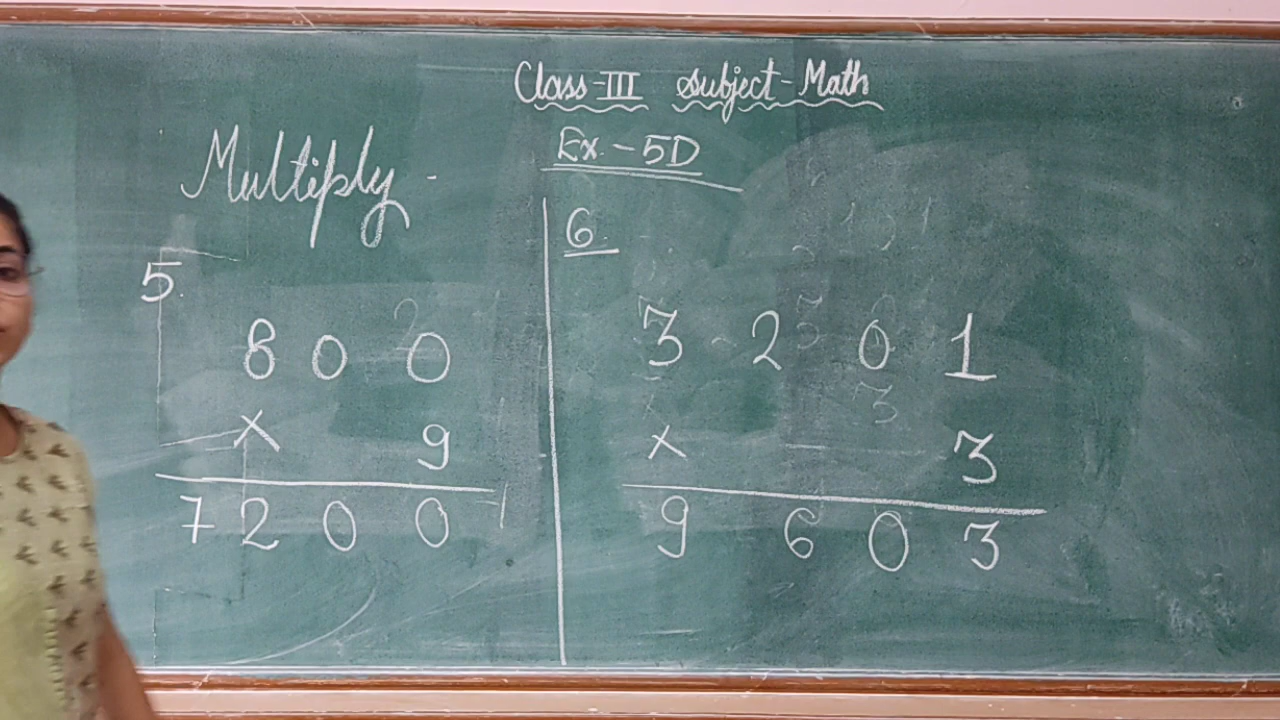 Class-III Subject-Math
Ex.-5D
Multiply-
5.
8 0 0
× 9
7 2 0 0
6.
3 2 0 1
× 3
9 6 0 3